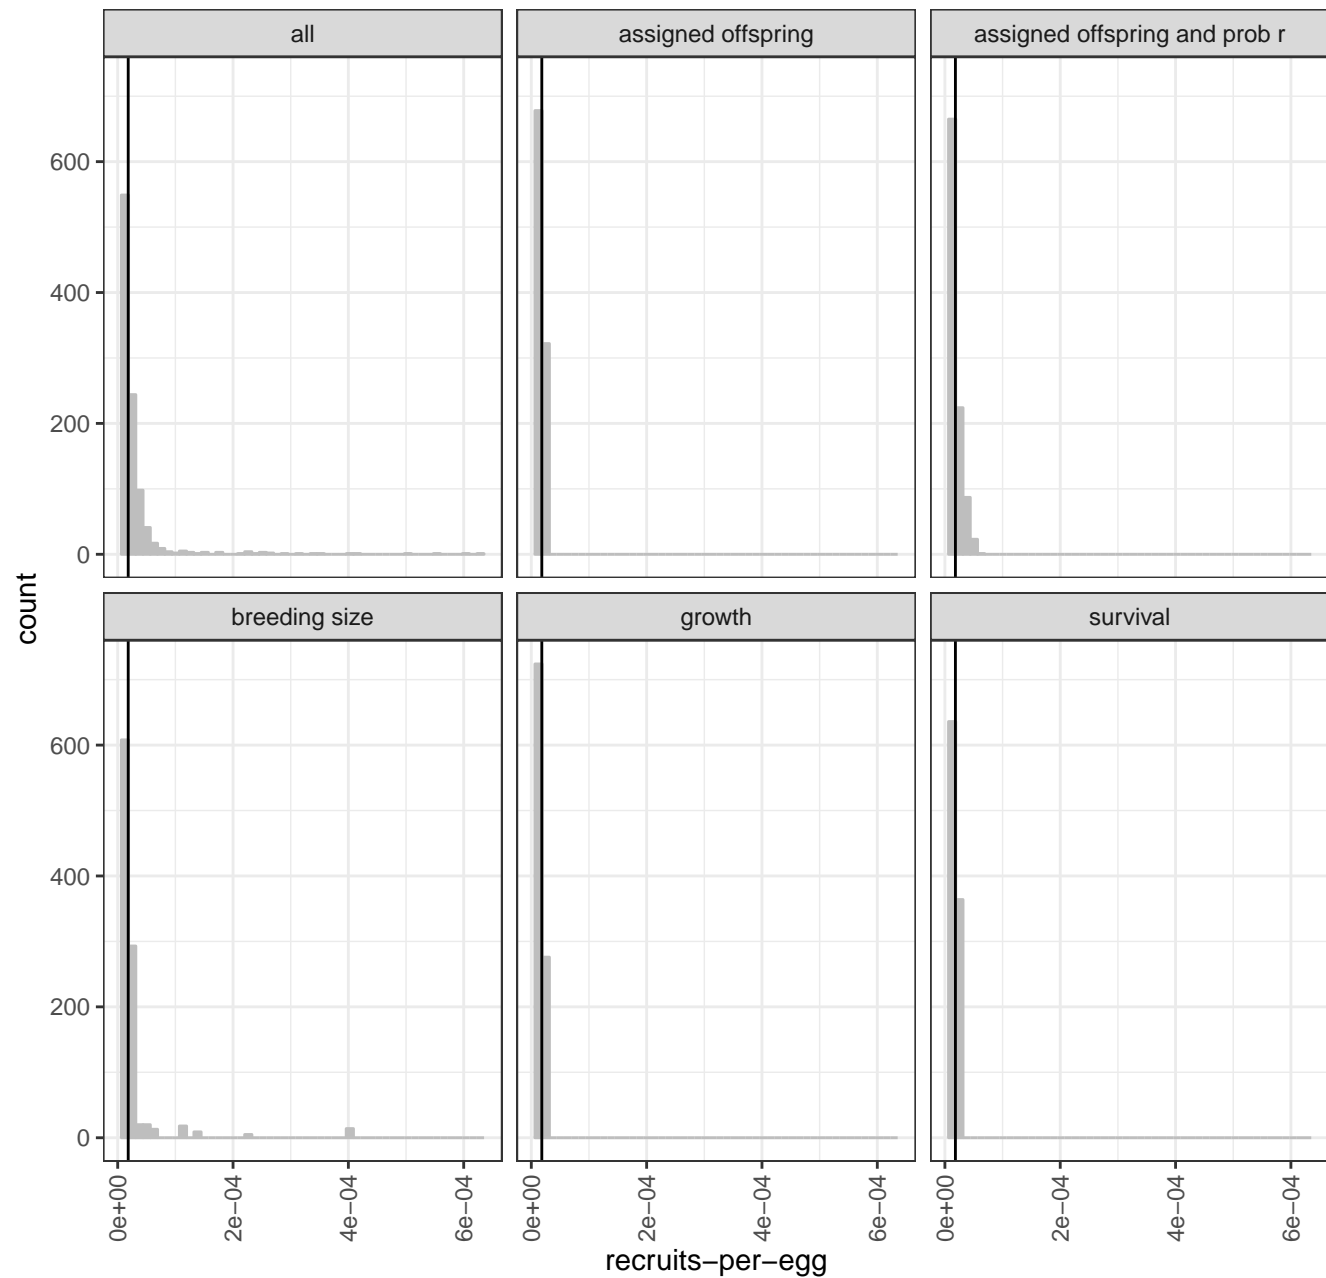 all
assigned offspring
assigned offspring and prob r
600
400
200
0
breeding size
growth
survival
600
400
200
0
0e+00
2e−04
4e−04
6e−04
0e+00
2e−04
4e−04
6e−04
0e+00
2e−04
4e−04
6e−04
recruits−per−egg
count